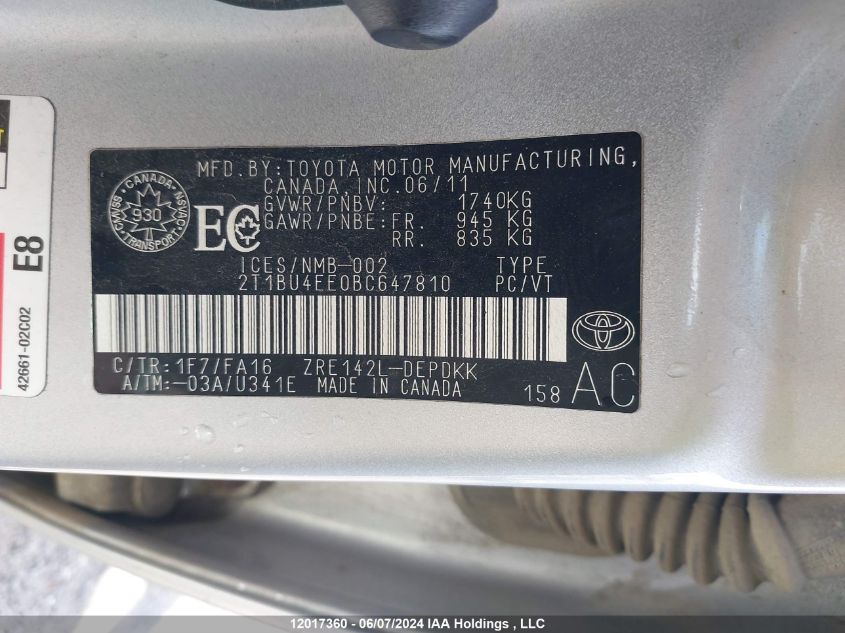 MFD.BY:TOYOTA MOTOR MANUFACTURING,
CANADA,INC.06/11
GVWR/PNBV: 1740KG
GAWR/PNBE:FR. 945 KG
RR. 835 KG
CANADA
930
TRANSPORT
EC
ICES/NMB-002 TYPE
2T1BU4EE0BC647810 PC/VT
C/TR:1F7/FA16 ZRE142L-DEPDKK
A/TM:-03A/U341E MADE IN CANADA
158 AC
E8
42661-02C02
12017360 - 06/07/2024 IAA Holdings , LLC